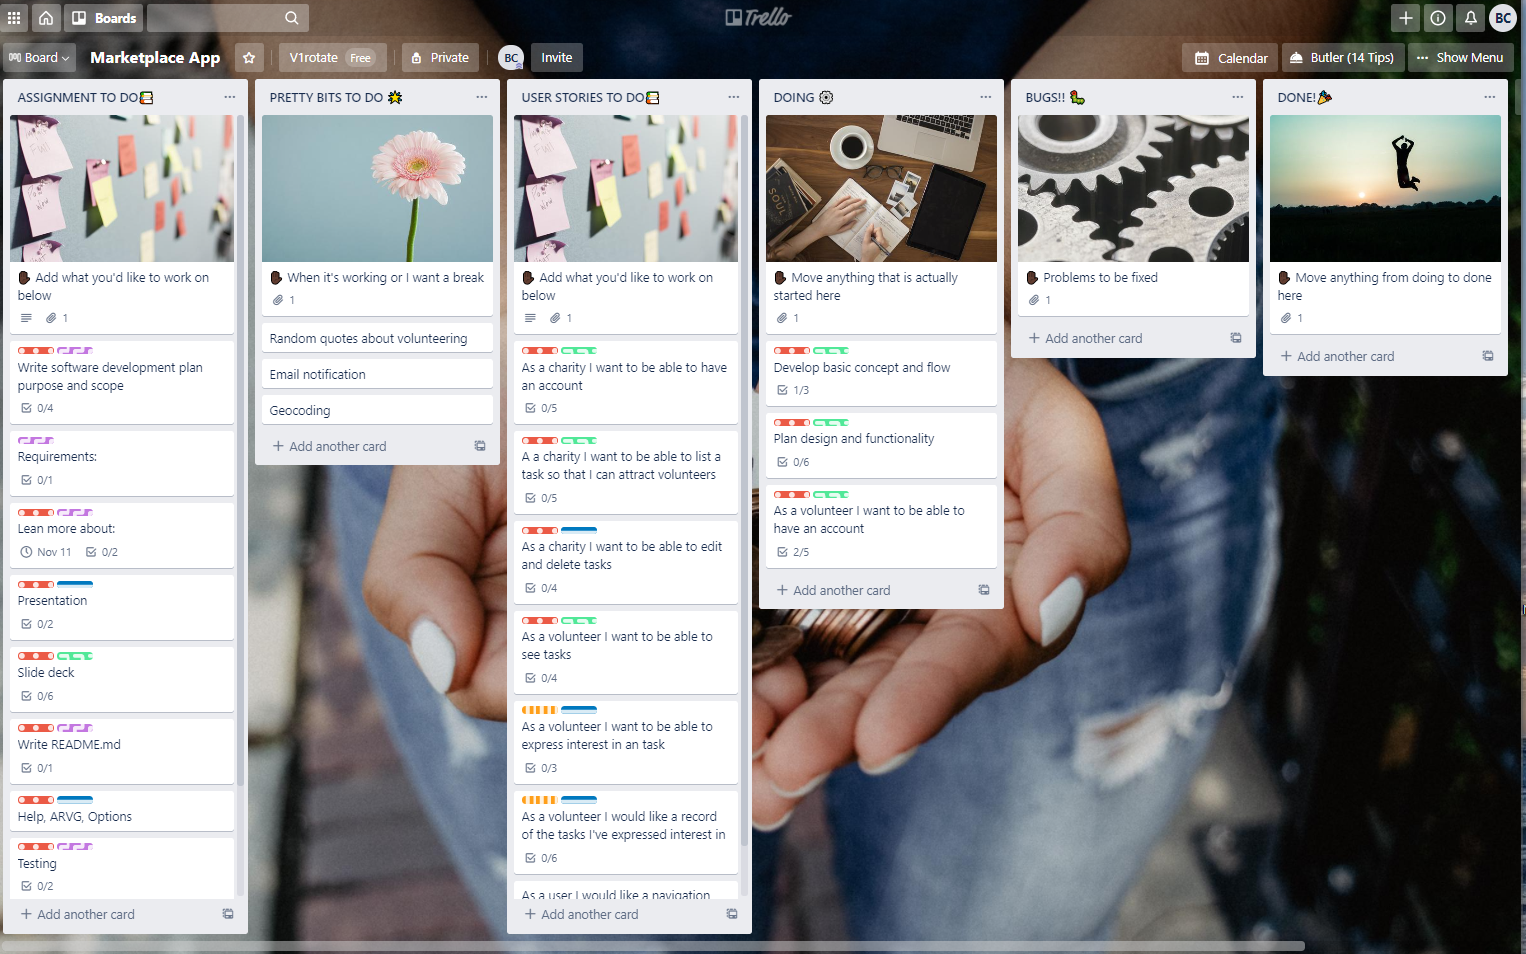 Boards
Trello
BC
Board
Marketplace App
V1rotate Free
Private
BC
Invite
Calendar
Butler (14 Tips)
Show Menu
ASSIGNMENT TO DO
Add what you'd like to work on
below
1
Write software development plan
purpose and scope
0/4
Requirements:
0/1
Lean more about:
Nov 11 0/2
Presentation
0/2
Slide deck
0/6
Write README.md
0/1
Help, ARVG, Options
Testing
0/2
+ Add another card
PRETTY BITS TO DO
When it's working or I want a break
1
Random quotes about volunteering
Email notification
Geocoding
+ Add another card
USER STORIES TO DO
Add what you'd like to work on
below
1
As a charity I want to be able to have
an account
0/5
A a charity I want to be able to list a
task so that I can attract volunteers
0/5
As a charity I want to be able to edit
and delete tasks
0/4
As a volunteer I want to be able to
see tasks
0/4
As a volunteer I want to be able to
express interest in an task
0/3
As a volunteer I would like a record
of the tasks I've expressed interest in
0/6
As a user I would like a navigation
+ Add another card
DOING
Move anything that is actually
started here
1
Develop basic concept and flow
1/3
Plan design and functionality
0/6
As a volunteer I want to be able to
have an account
2/5
+ Add another card
BUGS!!
Problems to be fixed
1
+ Add another card
DONE!
Move anything from doing to done
here
1
+ Add another card